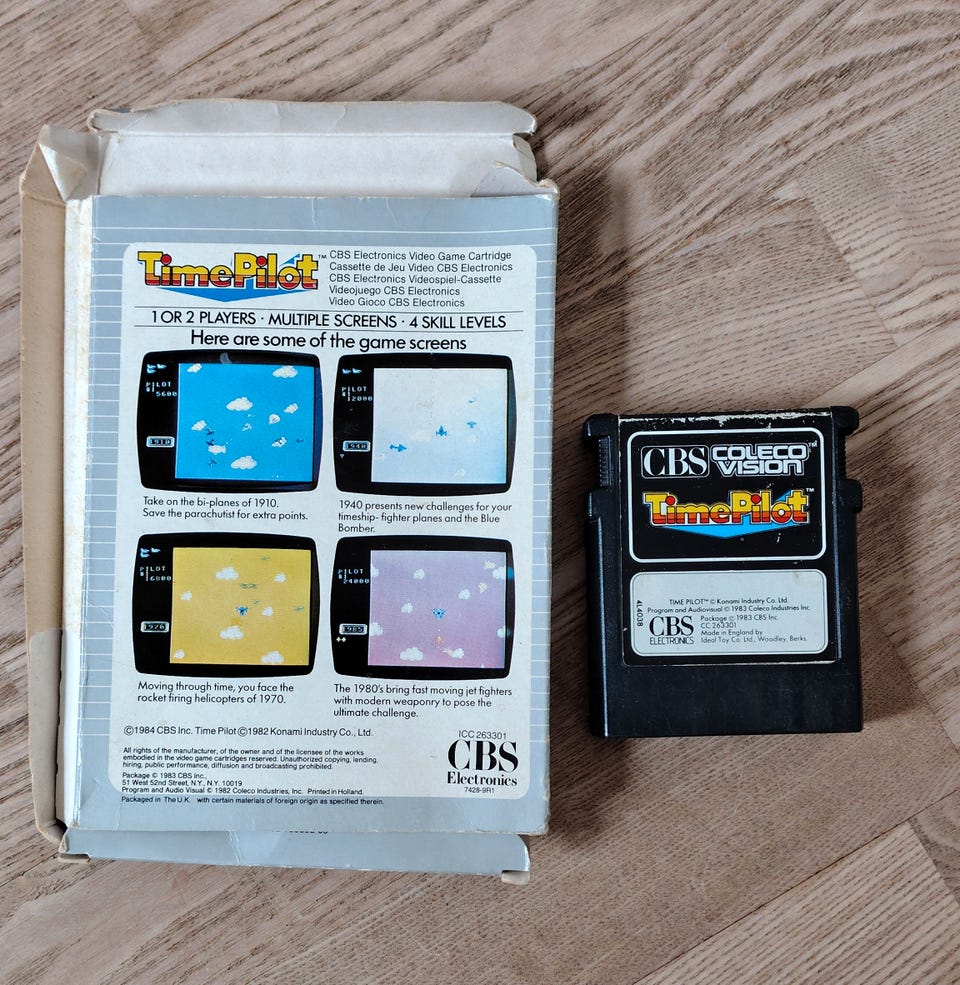 TimePilot™
CBS Electronics Video Game Cartridge
Cassette de Jeu Video CBS Electronics
CBS Electronics Videospiel-Cassette
Videojuego CBS Electronics
Video Gioco CBS Electronics
1 OR 2 PLAYERS · MULTIPLE SCREENS · 4 SKILL LEVELS
Here are some of the game screens
PILOT
5600
1910
PILOT
12000
1940
Take on the bi-planes of 1910.
Save the parachutist for extra points.
1940 presents new challenges for your
timeship- fighter planes and the Blue
Bomber.
PILOT
16800
1970
PILOT
24000
1985
Moving through time, you face the
rocket firing helicopters of 1970.
The 1980's bring fast moving jet fighters
with modern weaponry to pose the
ultimate challenge.
©1984 CBS Inc. Time Pilot ©1982 Konami Industry Co., Ltd.
All rights of the manufacturer, of the owner and of the licensee of the works
embodied in the video game cartridges reserved. Unauthorized copying, lending,
hiring, public performance, diffusion and broadcasting prohibited.
Package © 1983 CBS Inc.,
51 West 52nd Street, N.Y., N.Y. 10019
Program and Audio Visual © 1982 Coleco Industries, Inc. Printed in Holland.
Packaged in The U.K. with certain materials of foreign origin as specified therein.
ICC 263301
CBS
Electronics
7428-9R1
CBS COLECO VISION™
TimePilot™
4L4038
TIME PILOT™ © Konami Industry Co. Ltd.
Program and Audiovisual © 1983 Coleco Industries Inc.
CBS
ELECTRONICS
Package © 1983 CBS Inc.
CC 263301
Made in England by
Ideal Toy Co. Ltd., Woodley, Berks.